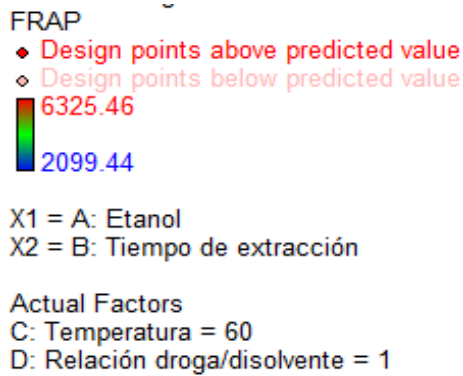 FRAP
Design points above predicted value
Design points below predicted value
6325.46
2099.44
X1 = A: Etanol
X2 = B: Tiempo de extracción
Actual Factors
C: Temperatura = 60
D: Relación droga/disolvente = 1